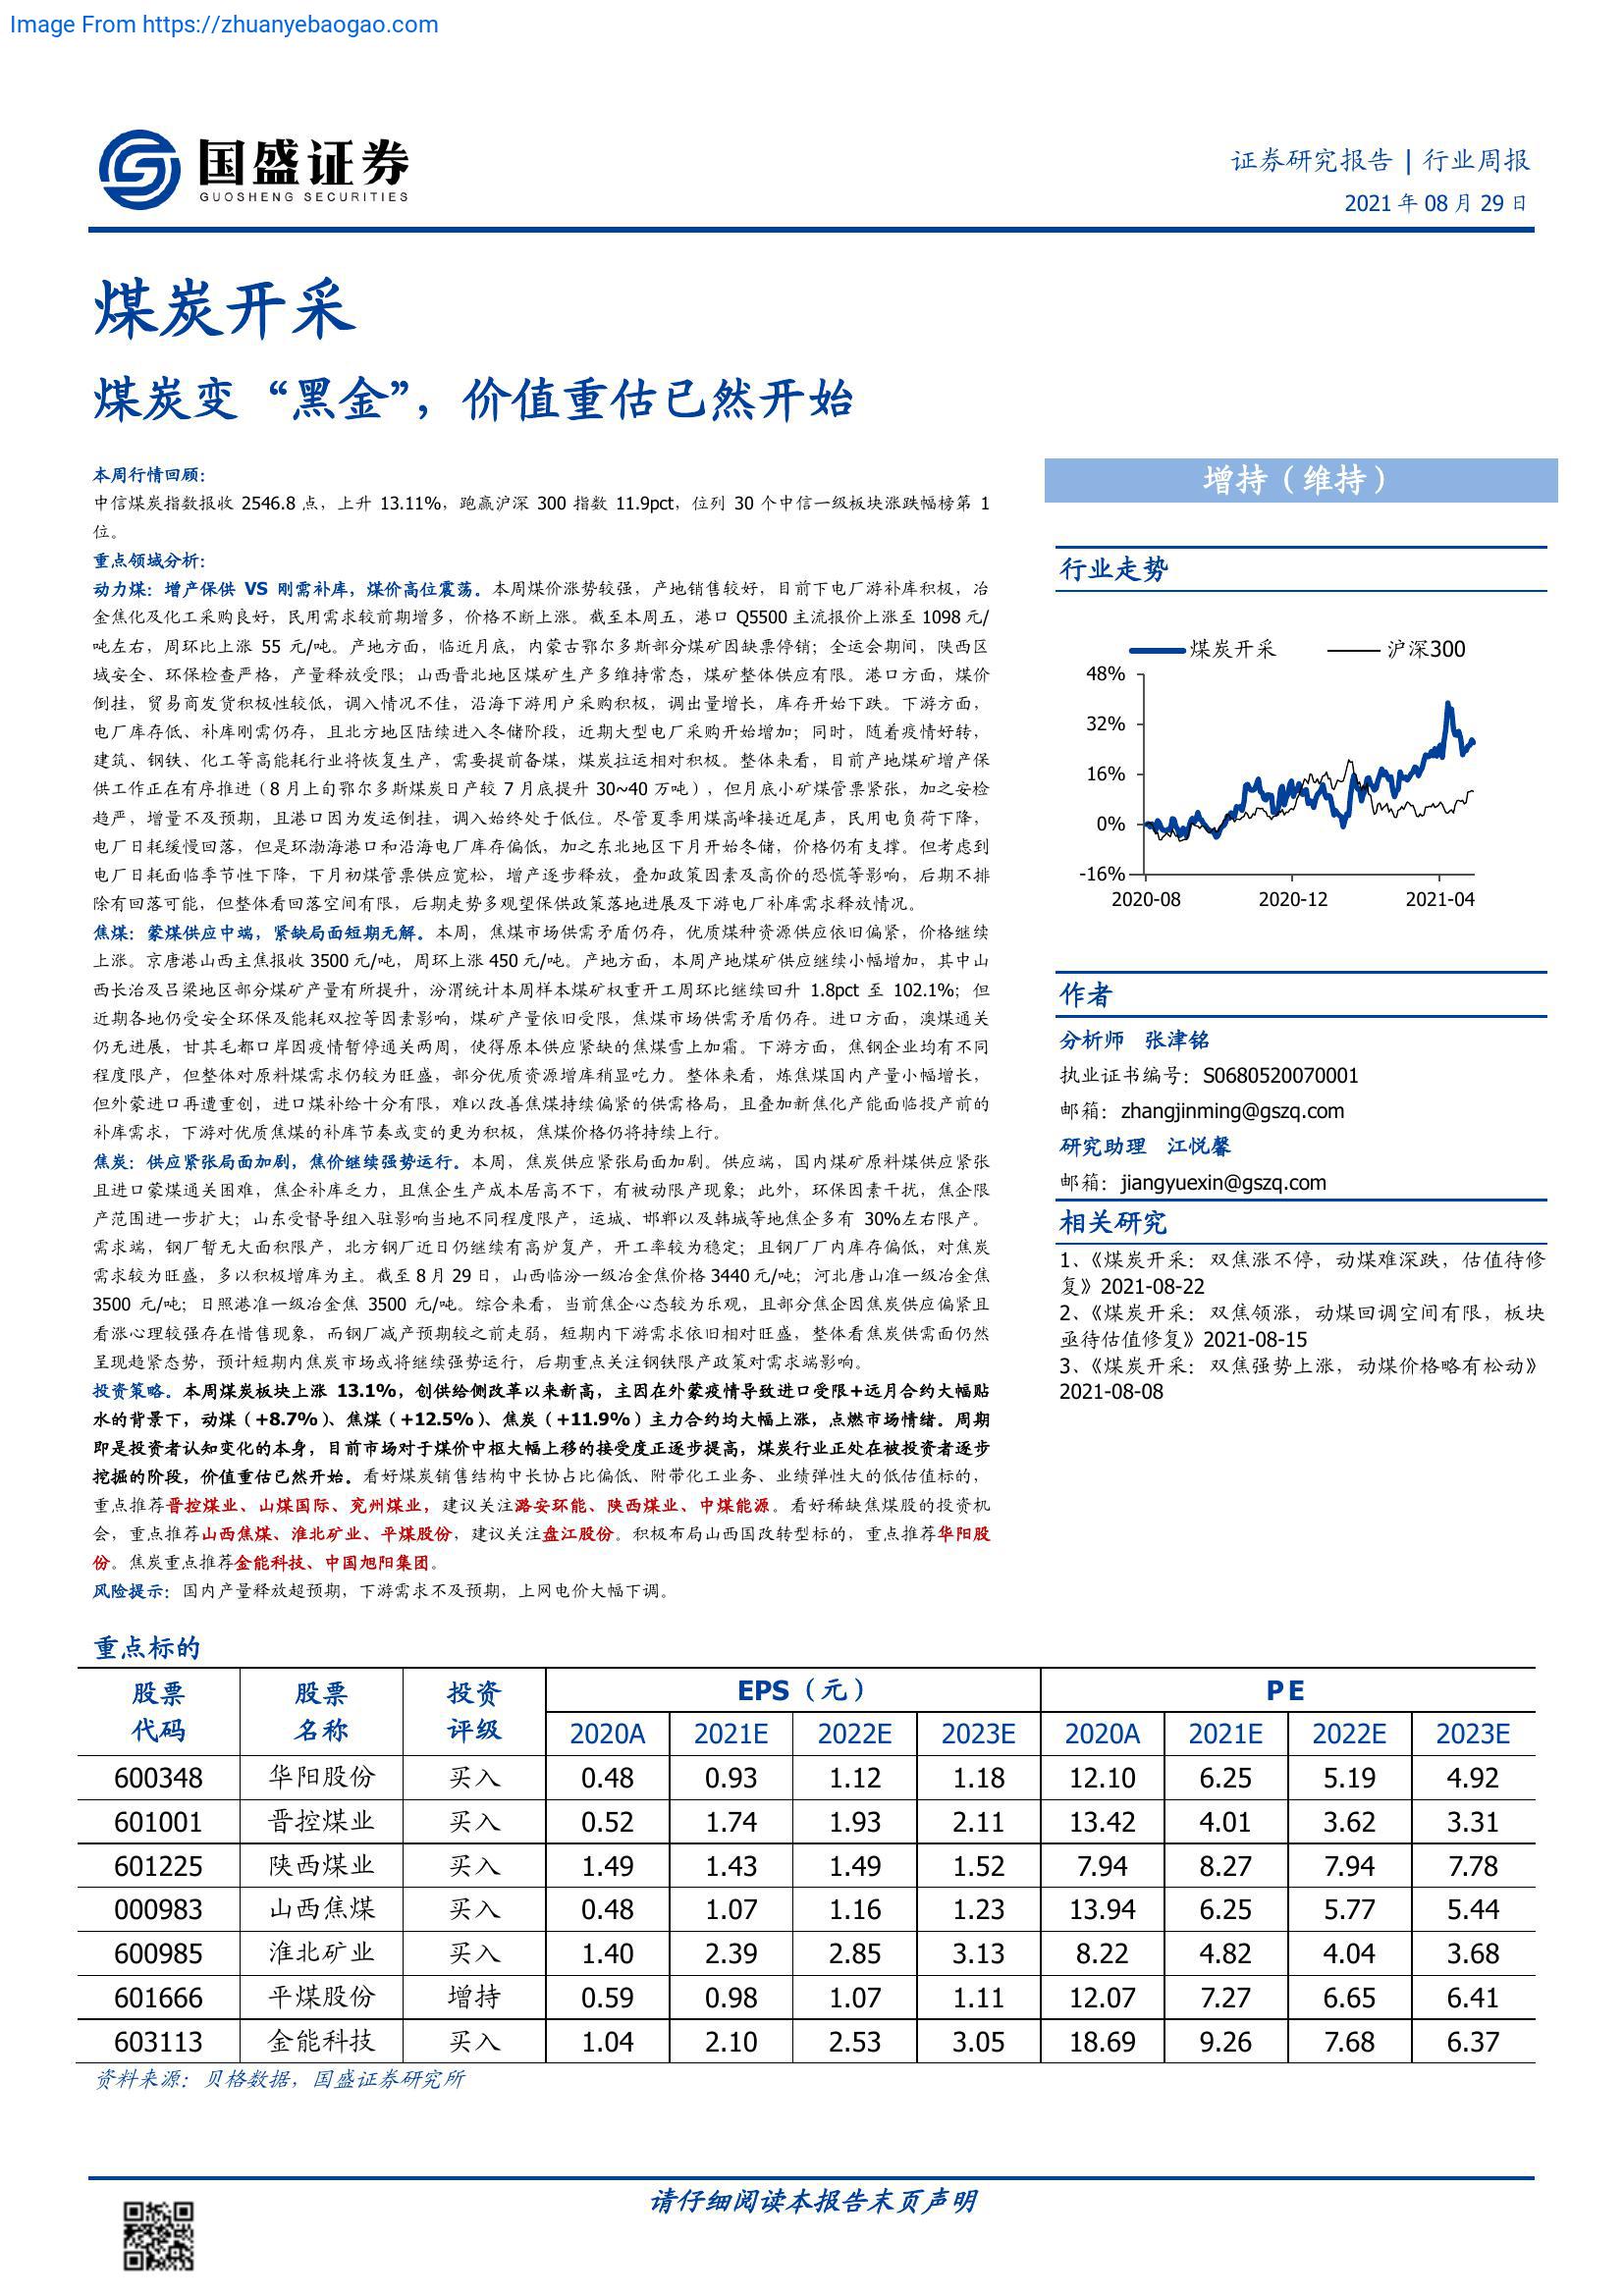 Image From https://zhuanyebaogao.com
国盛证券
GUOSHENG SECURITIES
证券研究报告 | 行业周报
2021 年 08 月 29 日
煤炭开采
煤炭变“黑金”，价值重估已然开始
本周行情回顾：
中信煤炭指数报收 2546.8 点，上升 13.11%，跑赢沪深 300 指数 11.9pct，位列 30 个中信一级板块涨跌幅榜第 1
位。
重点领域分析：
动力煤：增产保供 VS 刚需补库，煤价高位震荡。本周煤价涨势较强，产地销售较好，目前下电厂游补库积极，冶
金焦化及化工采购良好，民用需求较前期增多，价格不断上涨。截至本周五，港口 Q5500 主流报价上涨至 1098 元/
吨左右，周环比上涨 55 元/吨。产地方面，临近月底，内蒙古鄂尔多斯部分煤矿因缺票停销；全运会期间，陕西区
域安全、环保检查严格，产量释放受限；山西晋北地区煤矿生产多维持常态，煤矿整体供应有限。港口方面，煤价
倒挂，贸易商发货积极性较低，调入情况不佳，沿海下游用户采购积极，调出量增长，库存开始下跌。下游方面，
电厂库存低、补库刚需仍存，且北方地区陆续进入冬储阶段，近期大型电厂采购开始增加；同时，随着疫情好转，
建筑、钢铁、化工等高能耗行业将恢复生产，需要提前备煤，煤炭拉运相对积极。整体来看，目前产地煤矿增产保
供工作正在有序推进（8 月上旬鄂尔多斯煤炭日产较 7 月底提升 30~40 万吨），但月底小矿煤管票紧张，加之安检
趋严，增量不及预期，且港口因为发运倒挂，调入始终处于低位。尽管夏季用煤高峰接近尾声，民用电负荷下降，
电厂日耗缓慢回落，但是环渤海港口和沿海电厂库存偏低，加之东北地区下月开始冬储，价格仍有支撑。但考虑到
电厂日耗面临季节性下降，下月初煤管票供应宽松，增产逐步释放，叠加政策因素及高价的恐慌等影响，后期不排
除有回落可能，但整体看回落空间有限，后期走势多观望保供政策落地进展及下游电厂补库需求释放情况。
焦煤：蒙煤供应中端，紧缺局面短期无解。本周，焦煤市场供需矛盾仍存，优质煤种资源供应依旧偏紧，价格继续
上涨。京唐港山西主焦报收 3500 元/吨，周环上涨 450 元/吨。产地方面，本周产地煤矿供应继续小幅增加，其中山
西长治及吕梁地区部分煤矿产量有所提升，汾渭统计本周样本煤矿权重开工周环比继续回升 1.8pct 至 102.1%；但
近期各地仍受安全环保及能耗双控等因素影响，煤矿产量依旧受限，焦煤市场供需矛盾仍存。进口方面，澳煤通关
仍无进展，甘其毛都口岸因疫情暂停通关两周，使得原本供应紧缺的焦煤雪上加霜。下游方面，焦钢企业均有不同
程度限产，但整体对原料煤需求仍较为旺盛，部分优质资源增库稍显吃力。整体来看，炼焦煤国内产量小幅增长，
但外蒙进口再遭重创，进口煤补给十分有限，难以改善焦煤持续偏紧的供需格局，且叠加新焦化产能面临投产前的
补库需求，下游对优质焦煤的补库节奏或变的更为积极，焦煤价格仍将持续上行。
焦炭：供应紧张局面加剧，焦价继续强势运行。本周，焦炭供应紧张局面加剧。供应端，国内煤矿原料煤供应紧张
且进口蒙煤通关困难，焦企补库乏力，且焦企生产成本居高不下，有被动限产现象；此外，环保因素干扰，焦企限
产范围进一步扩大；山东受督导组入驻影响当地不同程度限产，运城、邯郸以及韩城等地焦企多有 30%左右限产。
需求端，钢厂暂无大面积限产，北方钢厂近日仍继续有高炉复产，开工率较为稳定；且钢厂厂内库存偏低，对焦炭
需求较为旺盛，多以积极增库为主。截至 8 月 29 日，山西临汾一级冶金焦价格 3440 元/吨；河北唐山准一级冶金焦
3500 元/吨；日照港准一级冶金焦 3500 元/吨。综合来看，当前焦企心态较为乐观，且部分焦企因焦炭供应偏紧且
看涨心理较强存在惜售现象，而钢厂减产预期较之前走弱，短期内下游需求依旧相对旺盛，整体看焦炭供需面仍然
呈现趋紧态势，预计短期内焦炭市场或将继续强势运行，后期重点关注钢铁限产政策对需求端影响。
投资策略。本周煤炭板块上涨 13.1%，创供给侧改革以来新高，主因在外蒙疫情导致进口受限+远月合约大幅贴
水的背景下，动煤（+8.7%）、焦煤（+12.5%）、焦炭（+11.9%）主力合约均大幅上涨，点燃市场情绪。周期
即是投资者认知变化的本身，目前市场对于煤价中枢大幅上移的接受度正逐步提高，煤炭行业正处在被投资者逐步
挖掘的阶段，价值重估已然开始。看好煤炭销售结构中长协占比偏低、附带化工业务、业绩弹性大的低估值标的，
重点推荐晋控煤业、山煤国际、兖州煤业，建议关注潞安环能、陕西煤业、中煤能源。看好稀缺焦煤股的投资机
会，重点推荐山西焦煤、淮北矿业、平煤股份，建议关注盘江股份。积极布局山西国改转型标的，重点推荐华阳股
份。焦炭重点推荐金能科技、中国旭阳集团。
风险提示：国内产量释放超预期，下游需求不及预期，上网电价大幅下调。
增持（维持）
行业走势
煤炭开采 沪深300
48%
32%
16%
0%
-16%
2020-08 2020-12 2021-04
作者
分析师 张津铭
执业证书编号：S0680520070001
邮箱：zhangjinming@gszq.com
研究助理 江悦馨
邮箱：jiangyuexin@gszq.com
相关研究
1、《煤炭开采：双焦涨不停，动煤难深跌，估值待修
复》2021-08-22
2、《煤炭开采：双焦领涨，动煤回调空间有限，板块
亟待估值修复》2021-08-15
3、《煤炭开采：双焦强势上涨，动煤价格略有松动》
2021-08-08
重点标的
股票代码 股票名称 投资评级 EPS（元） PE
2020A 2021E 2022E 2023E 2020A 2021E 2022E 2023E
600348 华阳股份 买入 0.48 0.93 1.12 1.18 12.10 6.25 5.19 4.92
601001 晋控煤业 买入 0.52 1.74 1.93 2.11 13.42 4.01 3.62 3.31
601225 陕西煤业 买入 1.49 1.43 1.49 1.52 7.94 8.27 7.94 7.78
000983 山西焦煤 买入 0.48 1.07 1.16 1.23 13.94 6.25 5.77 5.44
600985 淮北矿业 买入 1.40 2.39 2.85 3.13 8.22 4.82 4.04 3.68
601666 平煤股份 增持 0.59 0.98 1.07 1.11 12.07 7.27 6.65 6.41
603113 金能科技 买入 1.04 2.10 2.53 3.05 18.69 9.26 7.68 6.37
资料来源：贝格数据，国盛证券研究所
请仔细阅读本报告末页声明